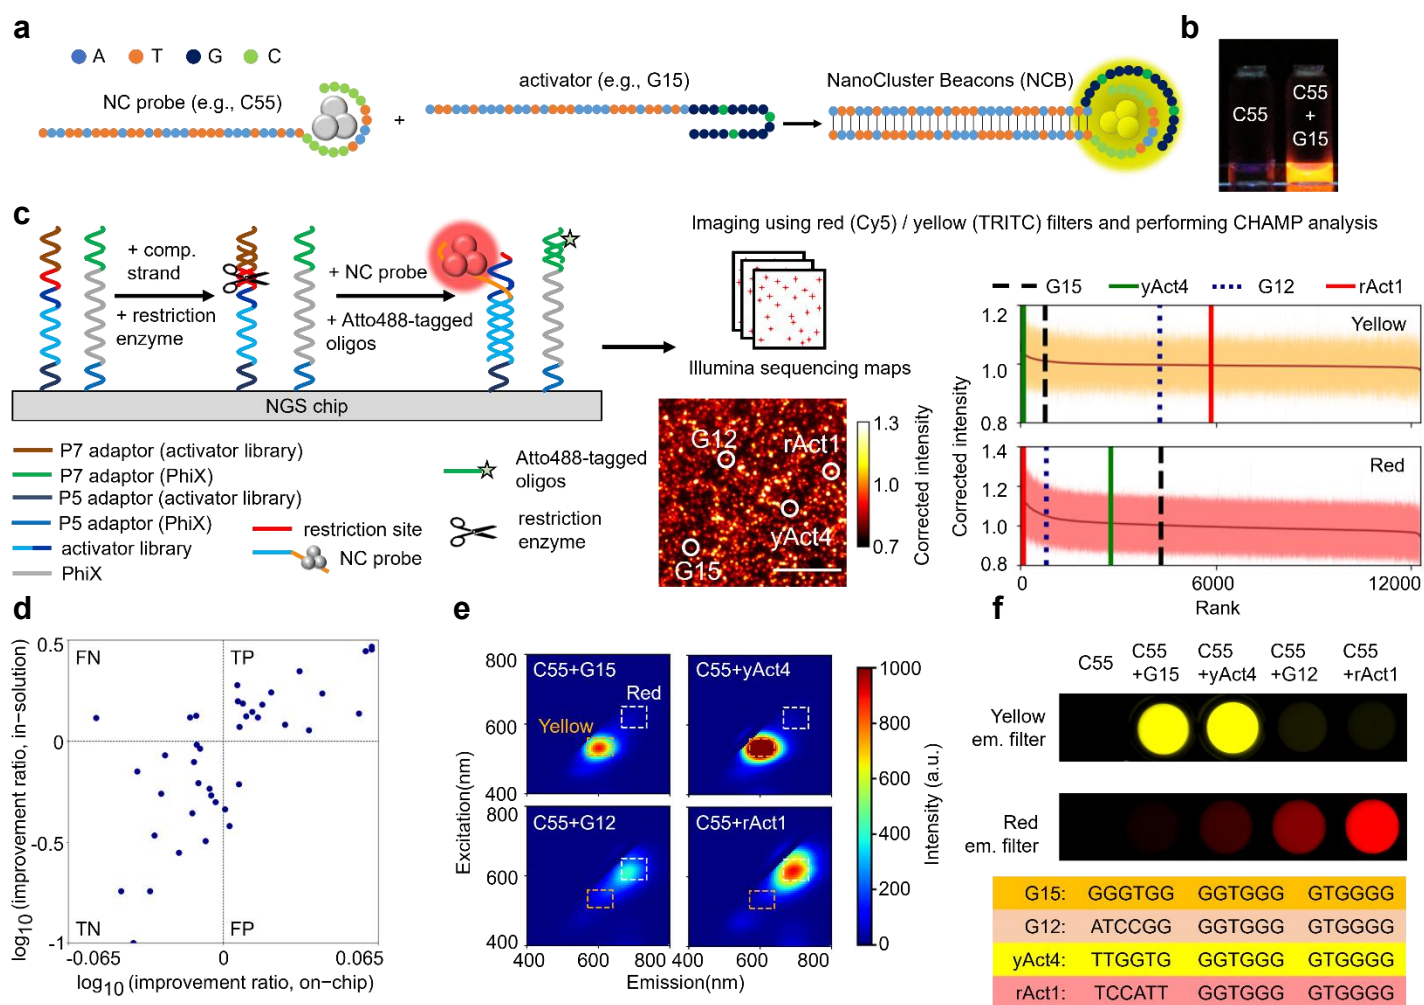 a
b
A T G C
NC probe (e.g., C55)
+
activator (e.g., G15)
NanoCluster Beacons (NCB)
C55
C55
+
G15
c
+ comp.
strand
+ restriction
enzyme
+ NC probe
+ Atto488-tagged
oligos
NGS chip
P7 adaptor (activator library)
P7 adaptor (PhiX)
P5 adaptor (activator library)
P5 adaptor (PhiX)
activator library
PhiX
restriction site
NC probe
Atto488-tagged
oligos
restriction
enzyme
Imaging using red (Cy5) / yellow (TRITC) filters and performing CHAMP analysis
Illumina sequencing maps
G12
rAct1
yAct4
G15
1.3
1.0
0.7
Corrected intensity
G15 yAct4 G12 rAct1
Yellow
1.2
1.0
0.8
Red
1.4
1.2
1.0
0.8
Corrected intensity
0 6000 12000
Rank
d
FN TP
TN FP
0.5
0
-0.5
-1
-0.065 0 0.065
log10 (improvement ratio, in-solution)
log10 (improvement ratio, on-chip)
e
C55+G15
Red
Yellow
C55+yAct4
C55+G12
C55+rAct1
800
600
400
800
600
400
400 600 800
600 800
Excitation(nm)
Emission(nm)
1000
800
600
400
200
0
Intensity (a.u.)
f
C55
C55
+G15
C55
+yAct4
C55
+G12
C55
+rAct1
Yellow
em. filter
Red
em. filter
G15: GGGTGG GGTGGG GTGGGG
G12: ATCCGG GGTGGG GTGGGG
yAct4: TTGGTG GGTGGG GTGGGG
rAct1: TCCATT GGTGGG GTGGGG